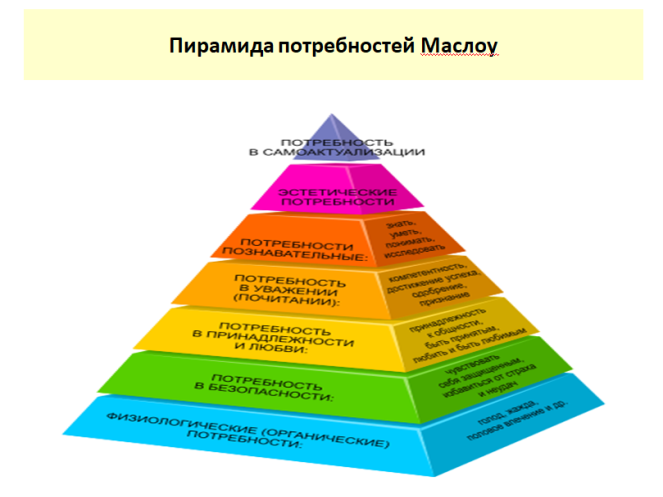 Пирамида потребностей Маслоу
ПОТРЕБНОСТЬ
В САМОАКТУАЛИЗАЦИИ
ЭСТЕТИЧЕСКИЕ
ПОТРЕБНОСТИ
ПОТРЕБНОСТИ
ПОЗНАВАТЕЛЬНЫЕ:
знать,
уметь,
понимать,
исследовать
ПОТРЕБНОСТЬ
В УВАЖЕНИИ
(ПОЧИТАНИИ):
компетентность,
достижение успеха,
одобрение,
признание
ПОТРЕБНОСТЬ
В ПРИНАДЛЕЖНОСТИ
И ЛЮБВИ:
принадлежность
к общности,
быть принятым,
любить и быть любимым
ПОТРЕБНОСТЬ
В БЕЗОПАСНОСТИ:
чувствовать
себя защищенным,
избавиться от страха
и неудач
ФИЗИОЛОГИЧЕСКИЕ (ОРГАНИЧЕСКИЕ)
ПОТРЕБНОСТИ:
голод, жажда,
половое влечение и др.